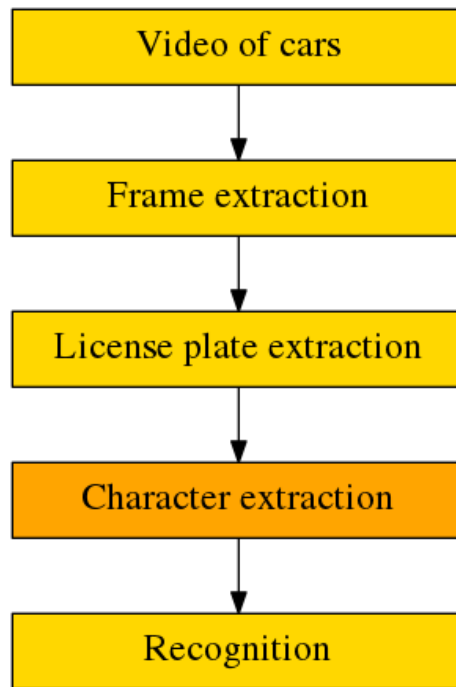 Video of cars
Frame extraction
License plate extraction
Character extraction
Recognition